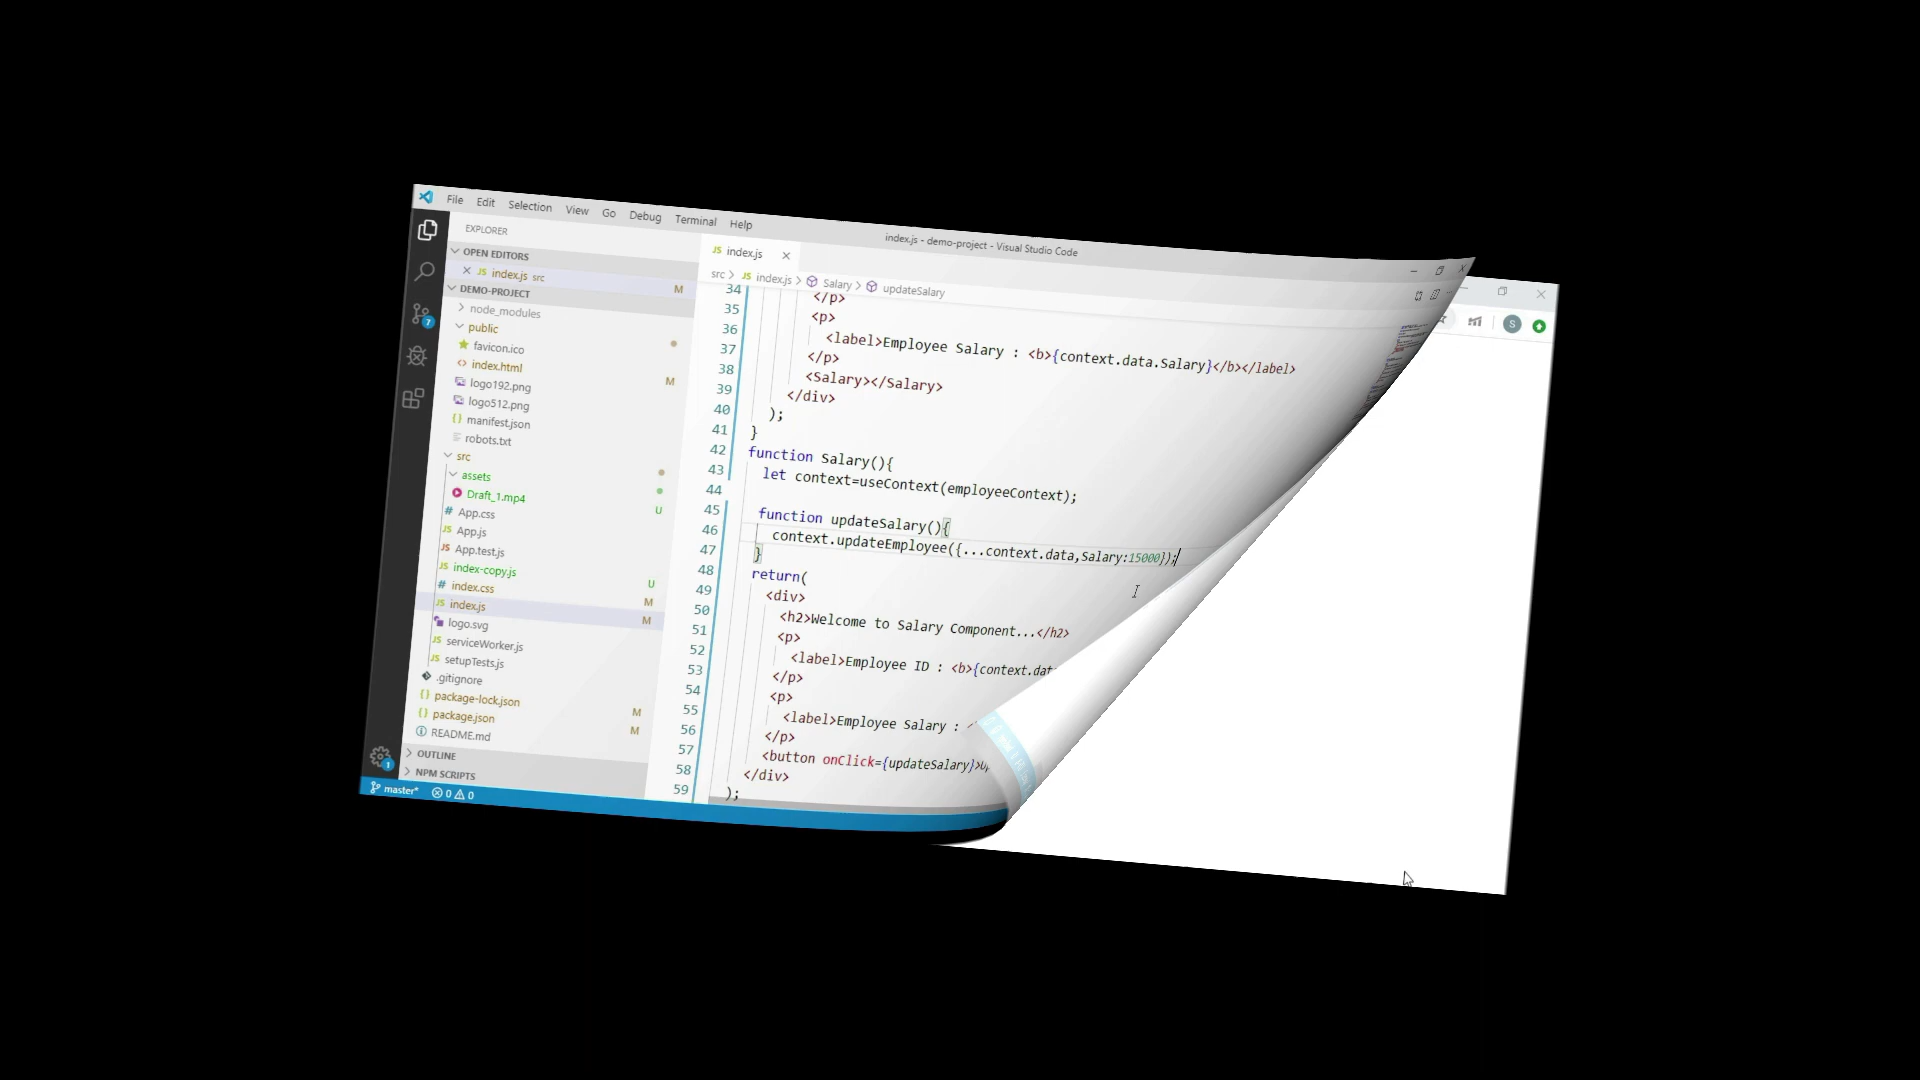 File Edit Selection View Go Debug Terminal Help
index.js - demo-project - Visual Studio Code
EXPLORER
OPEN EDITORS
index.js src M
DEMO-PROJECT
node_modules
public
favicon.ico
index.html M
logo192.png
logo512.png
manifest.json
robots.txt
src
assets
Draft_1.mp4 U
App.css
App.js
App.test.js
index-copy.js U
index.css M
index.js M
logo.svg
serviceWorker.js
setupTests.js
.gitignore
package-lock.json M
package.json M
README.md
OUTLINE
NPM SCRIPTS
master* 0 0
7
1
JS index.js
src > JS index.js > Salary > updateSalary
34 </p>
35 <p>
36 <label>Employee Salary : <b>{context.data.Salary}</b></label>
37 </p>
38 <Salary></Salary>
39 </div>
40 );
41 }
42 function Salary(){
43 let context=useContext(employeeContext);
44
45 function updateSalary(){
46 context.updateEmployee({...context.data,Salary:15000});
47 }
48 return(
49 <div>
50 <h2>Welcome to Salary Component...</h2>
51 <p>
52 <label>Employee ID : <b>{context.dat
53 </p>
54 <p>
55 <label>Employee Salary : <
56 </p>
57 <button onClick={updateSalary}>
58 </div>
59 );
S